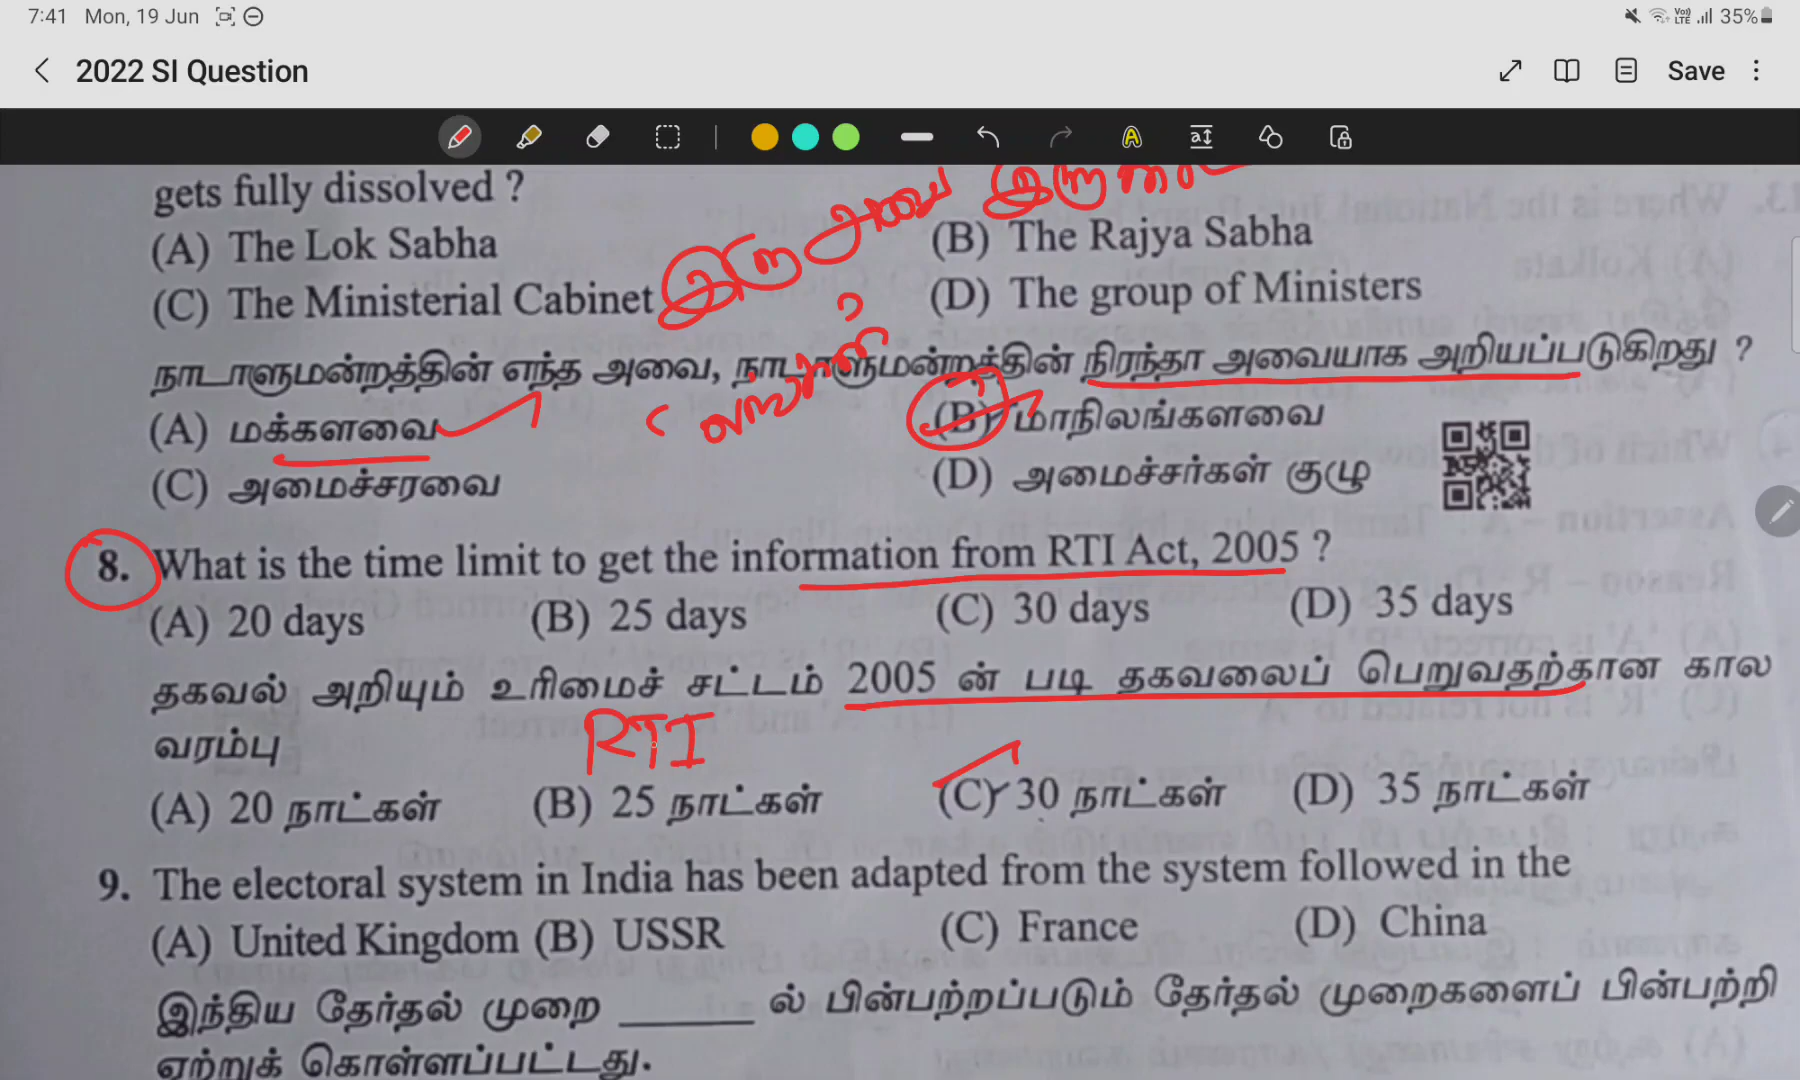 7:41 Mon, 19 Jun 35%
2022 SI Question Save
gets fully dissolved ?
(A) The Lok Sabha (B) The Rajya Sabha
(C) The Ministerial Cabinet (D) The group of Ministers
நாடாளுமன்றத்தின் எந்த அவை, நாடாளுமன்றத்தின் நிரந்தர அவையாக அறியப்படுகிறது ?
(A) மக்களவை (B) மாநிலங்களவை
(C) அமைச்சரவை (D) அமைச்சர்கள் குழு
8. What is the time limit to get the information from RTI Act, 2005 ?
(A) 20 days (B) 25 days (C) 30 days (D) 35 days
தகவல் அறியும் உரிமைச் சட்டம் 2005 ன் படி தகவலைப் பெறுவதற்கான கால
வரம்பு
RTI
(A) 20 நாட்கள் (B) 25 நாட்கள் (C) 30 நாட்கள் (D) 35 நாட்கள்
9. The electoral system in India has been adapted from the system followed in the
(A) United Kingdom (B) USSR (C) France (D) China
இந்திய தேர்தல் முறை ________ ல் பின்பற்றப்படும் தேர்தல் முறைகளைப் பின்பற்றி
ஏற்றுக் கொள்ளப்பட்டது.